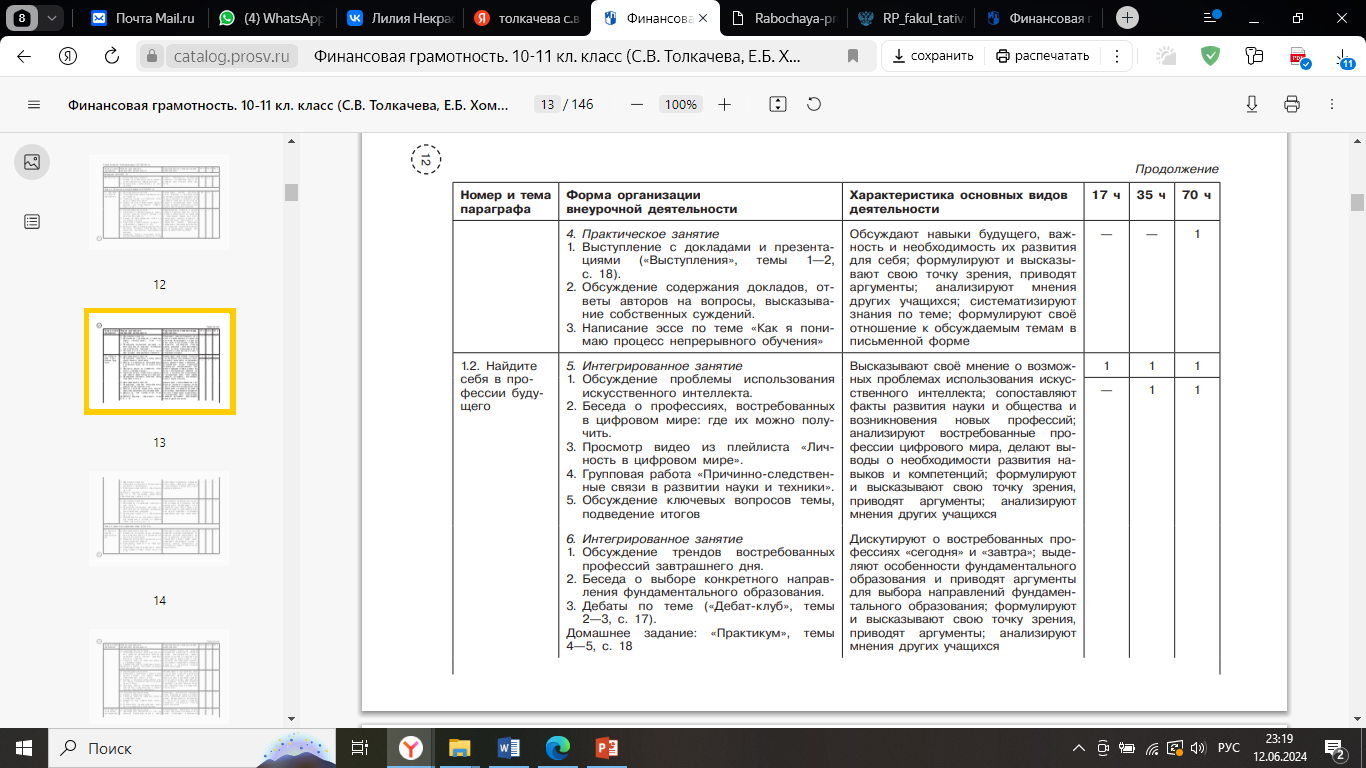 8
Почта Mail.ru
(4) WhatsApp
Лилия Некрас
толкачева с.в
Финансова
Rabochaya-pr
RP_fakul_tativ
Финансовая г
catalog.prosv.ru
Финансовая грамотность. 10-11 кл. класс (С.В. Толкачева, Е.Б. Х...
сохранить
распечатать
11
Финансовая грамотность. 10-11 кл. класс (С.В. Толкачева, Е.Б. Хом...
13 / 146
100%
12
13
14
12
Продолжение
Номер и тема параграфа
Форма организации внеурочной деятельности
Характеристика основных видов деятельности
17 ч
35 ч
70 ч
4. Практическое занятие
1. Выступление с докладами и презента-
циями («Выступления», темы 1—2,
с. 18).
2. Обсуждение содержания докладов, от-
веты авторов на вопросы, высказыва-
ние собственных суждений.
3. Написание эссе по теме «Как я пони-
маю процесс непрерывного обучения»
Обсуждают навыки будущего, важ-
ность и необходимость их развития
для себя; формулируют и высказы-
вают свою точку зрения, приводят
аргументы; анализируют мнения
других учащихся; систематизируют
знания по теме; формулируют своё
отношение к обсуждаемым темам в
письменной форме
— — 1
1.2. Найдите
себя в про-
фессии буду-
щего
5. Интегрированное занятие
1. Обсуждение проблемы использования
искусственного интеллекта.
2. Беседа о профессиях, востребованных
в цифровом мире: где их можно полу-
чить.
3. Просмотр видео из плейлиста «Лич-
ность в цифровом мире».
4. Групповая работа «Причинно-следствен-
ные связи в развитии науки и техники».
5. Обсуждение ключевых вопросов темы,
подведение итогов
Высказывают своё мнение о возмож-
ных проблемах использования искус-
ственного интеллекта; сопоставляют
факты развития науки и общества и
возникновения новых профессий;
анализируют востребованные про-
фессии цифрового мира, делают вы-
воды о необходимости развития на-
выков и компетенций; формулируют
и высказывают свою точку зрения,
приводят аргументы; анализируют
мнения других учащихся
1 1 1
— 1 1
6. Интегрированное занятие
1. Обсуждение трендов востребованных
профессий завтрашнего дня.
2. Беседа о выборе конкретного направ-
ления фундаментального образования.
3. Дебаты по теме («Дебат-клуб», темы
2—3, с. 17).
Домашнее задание: «Практикум», темы
4—5, с. 18
Дискутируют о востребованных про-
фессиях «сегодня» и «завтра»; выде-
ляют особенности фундаментального
образования и приводят аргументы
для выбора направлений фундамен-
тального образования; формулируют
и высказывают свою точку зрения,
приводят аргументы; анализируют
мнения других учащихся
Поиск
РУС
23:19
12.06.2024
2